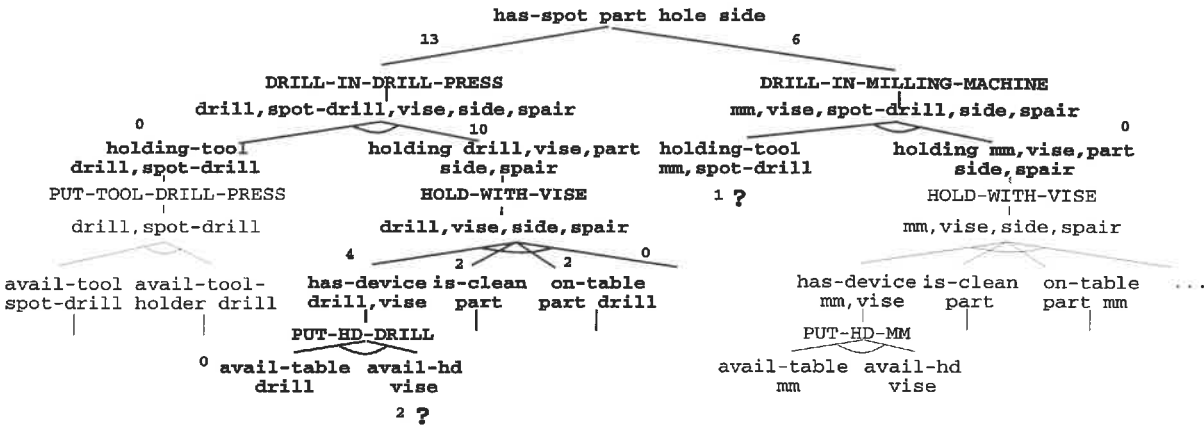 has-spot part hole side
13 6
DRILL-IN-DRILL-PRESS DRILL-IN-MILLING-MACHINE
drill,spot-drill,vise,side,spair mm,vise,spot-drill,side,spair
0 10 0
holding-tool holding drill,vise,part holding-tool holding mm,vise,part
drill,spot-drill side,spair mm,spot-drill side,spair
PUT-TOOL-DRILL-PRESS HOLD-WITH-VISE 1 ? HOLD-WITH-VISE
drill,spot-drill drill,vise,side,spair mm,vise,side,spair
4 2 2 0
avail-tool avail-tool- has-device is-clean on-table has-device is-clean on-table ...
spot-drill holder drill drill,vise part part drill mm,vise part part mm
PUT-HD-DRILL PUT-HD-MM
0 avail-table avail-hd avail-table avail-hd
drill vise mm vise
2 ?